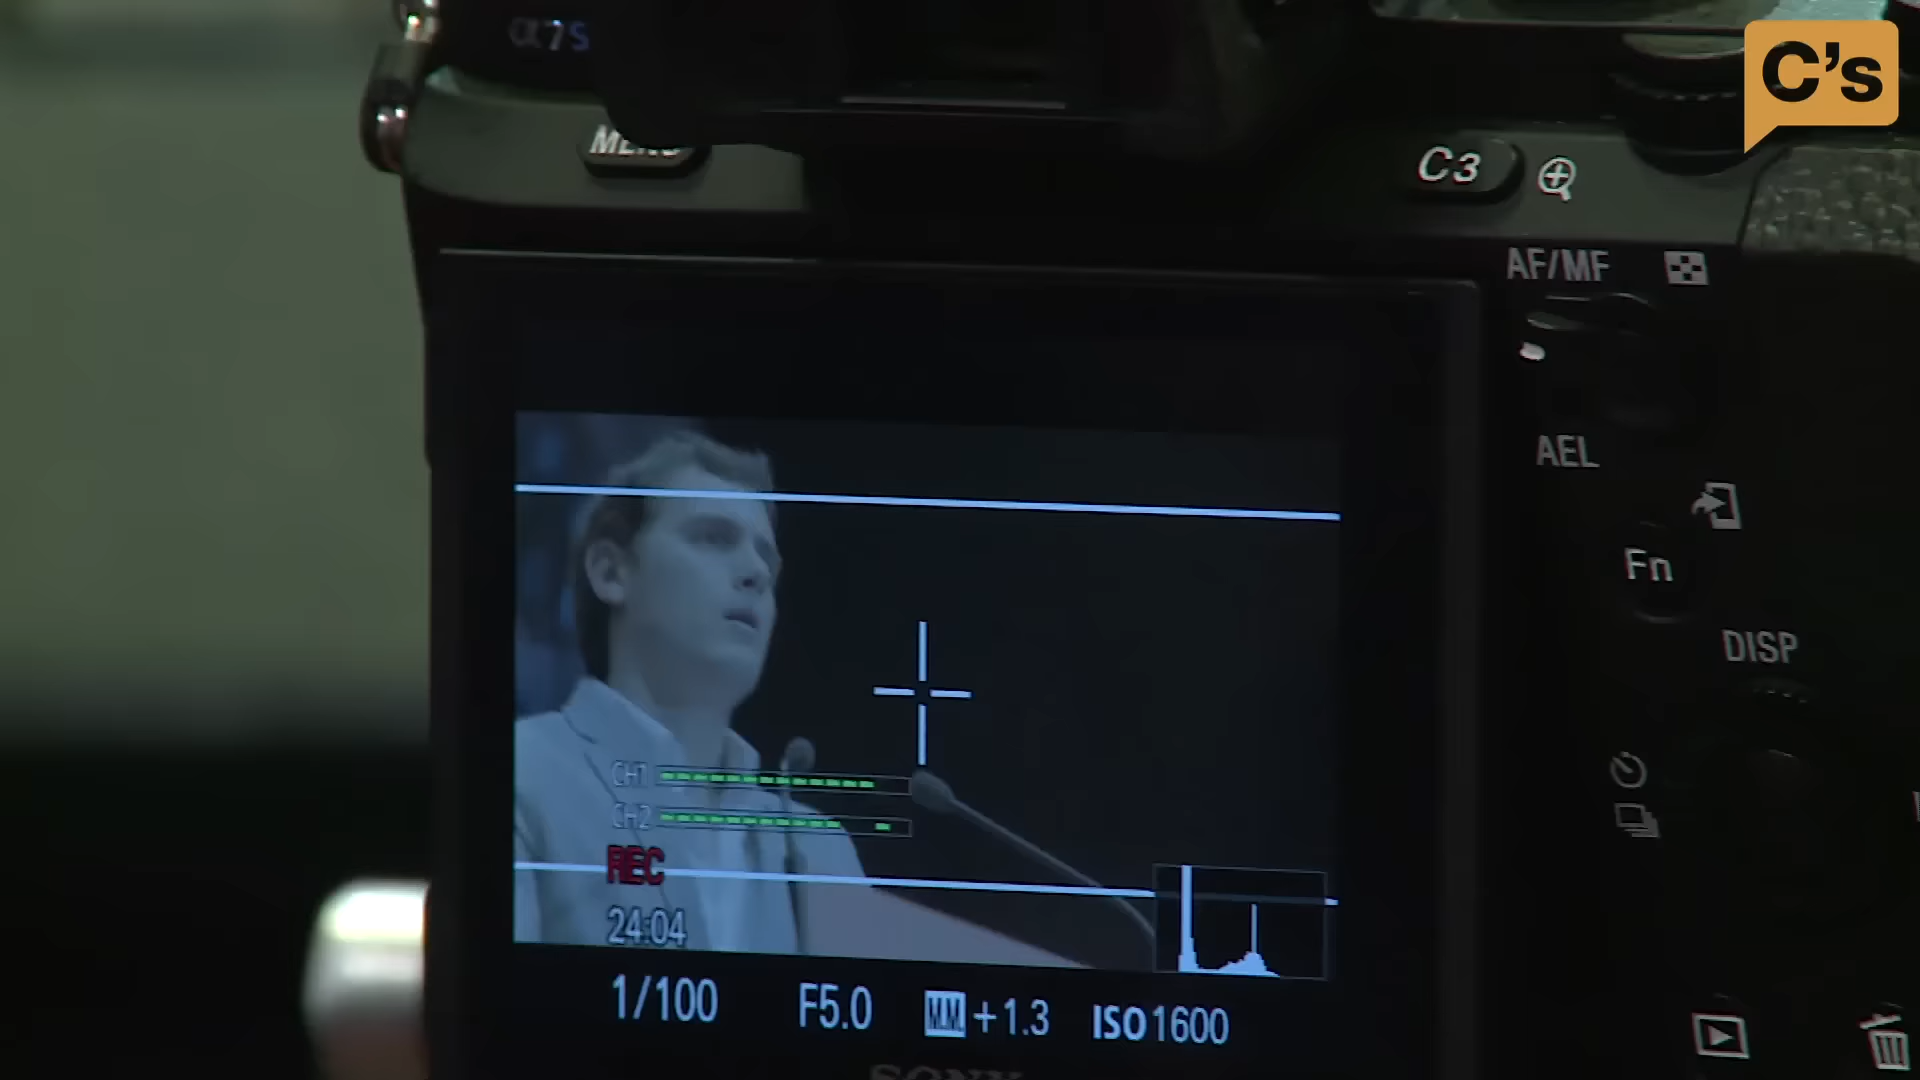 α7S
C's
MENU
C3
AF/MF
AEL
Fn
DISP
CH1
CH2
REC
24:04
1/100 F5.0 M.M. +1.3 ISO 1600
SONY